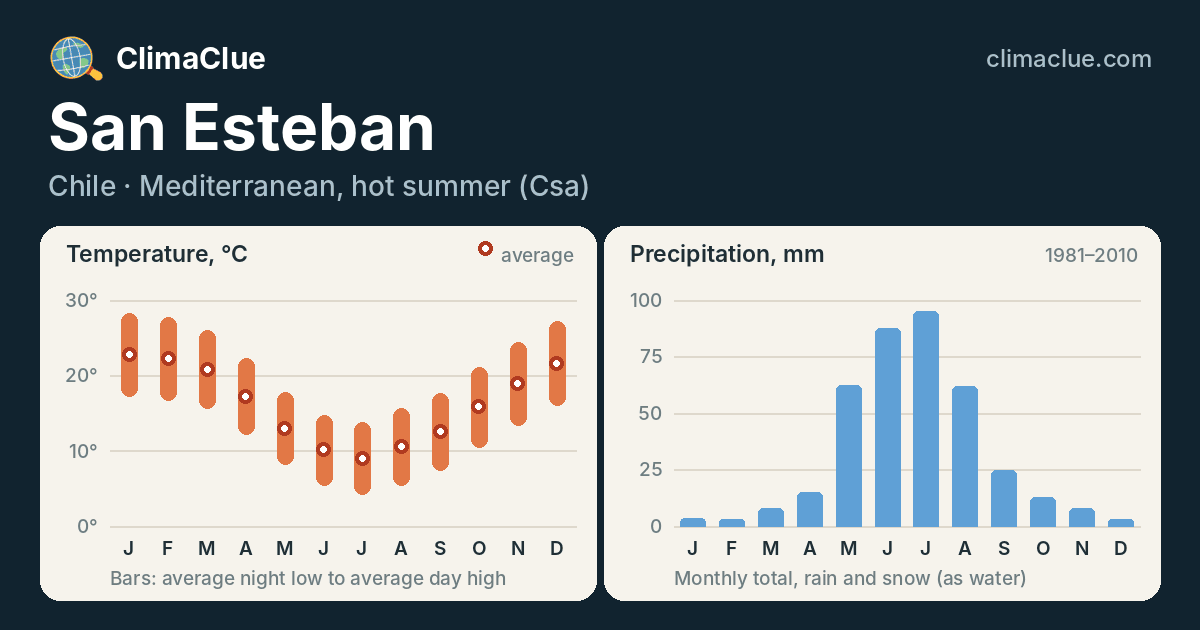 ClimaClue
climaclue.com
San Esteban
Chile · Mediterranean, hot summer (Csa)
Temperature, °C
average
30°
20°
10°
0°
J F M A M J J A S O N D
Bars: average night low to average day high
Precipitation, mm
1981–2010
100
75
50
25
0
J F M A M J J A S O N D
Monthly total, rain and snow (as water)